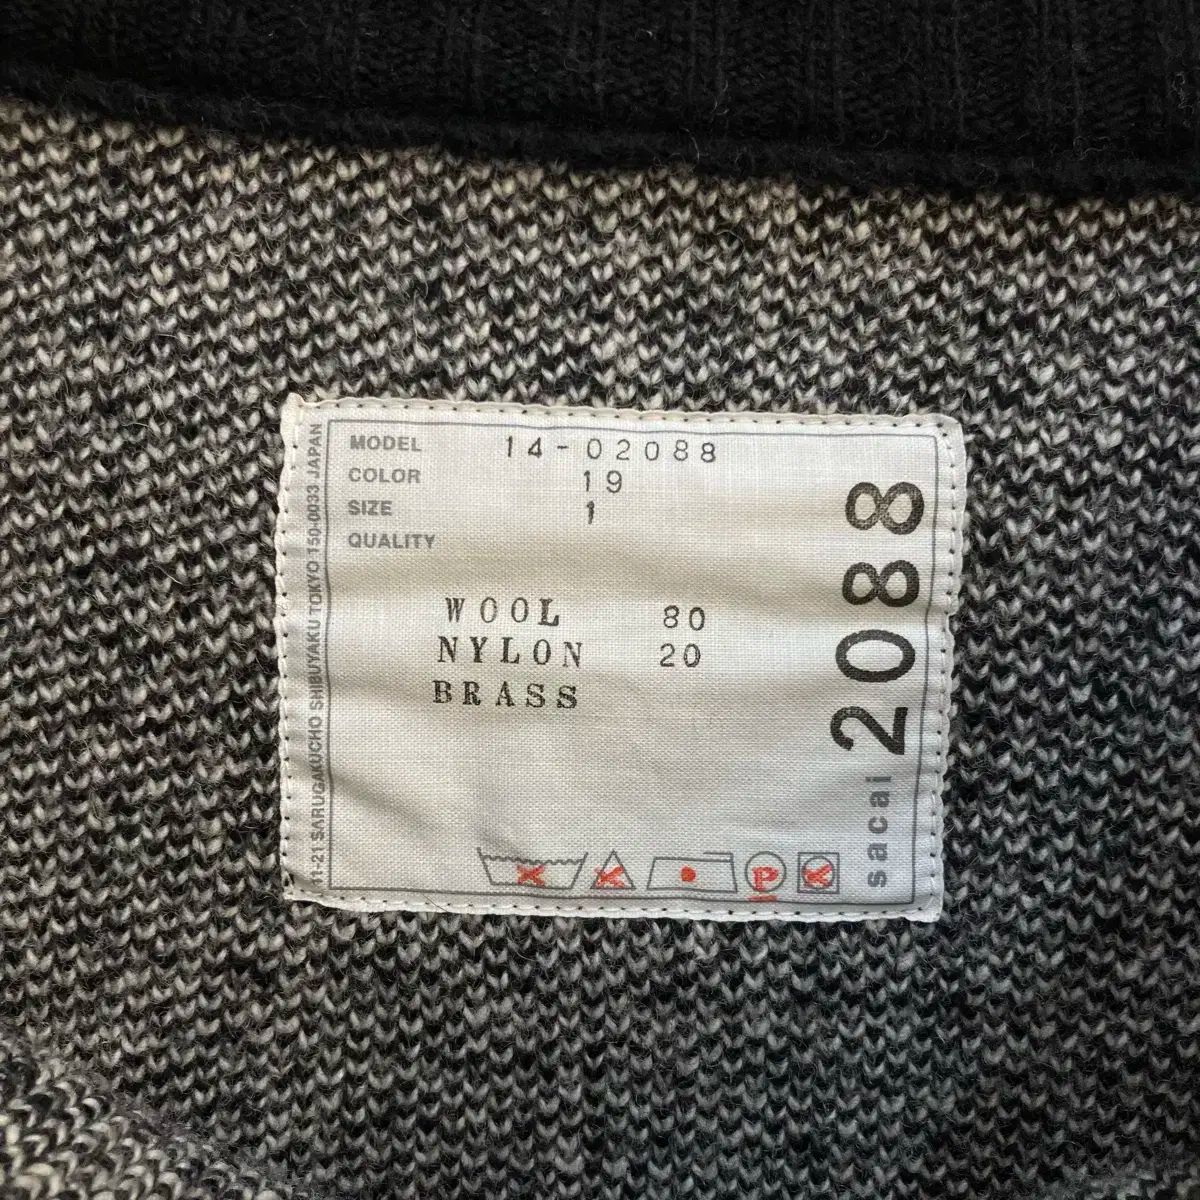 MODEL 14-02088
COLOR 19
SIZE 1
QUALITY
WOOL 80
NYLON 20
BRASS
P
sacai 2088
11-21 SARUGAKUCHO SHIBUYAKU TOKYO 150-0033 JAPAN